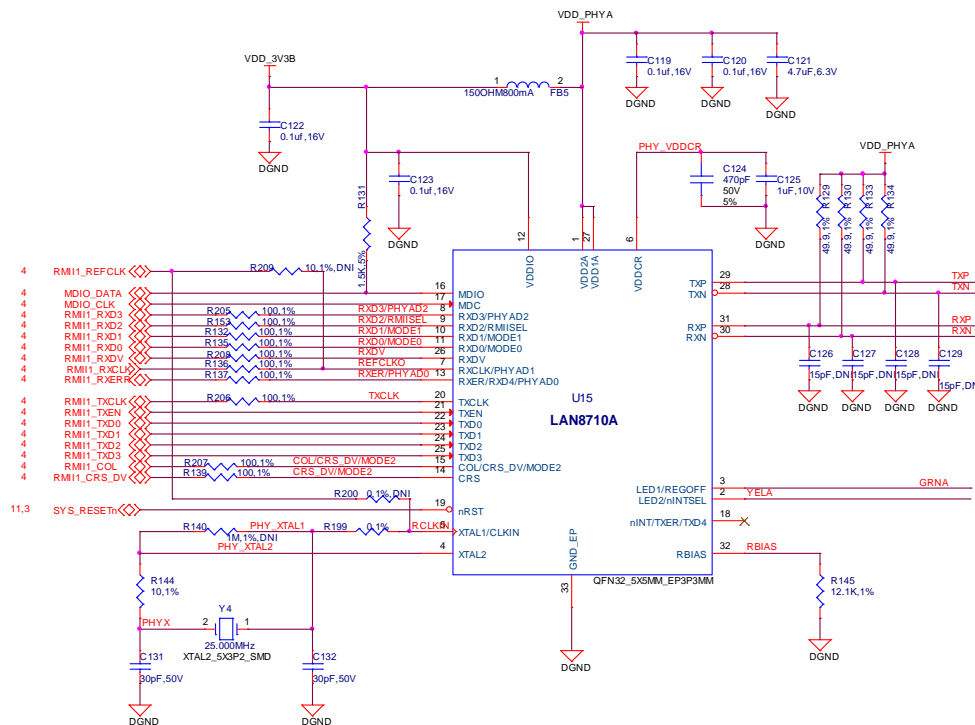 VDD_PHYA
VDD_3V3B
1
2
150OHM800mA
FB5
C119
0.1uf,16V
C120
0.1uf,16V
C121
4.7uF,6.3V
DGND
DGND
DGND
C122
0.1uf,16V
DGND
C123
0.1uf,16V
DGND
R131
1.5K,5%
PHY_VDDCR
C124
470pF
50V
5%
C125
1uF,10V
DGND
VDD_PHYA
R129
R130
R133
R134
49.9,1%
49.9,1%
49.9,1%
49.9,1%
12
1
27
6
VDDIO
VDD2A
VDD1A
VDDCR
4 RMII1_REFCLK
R209 10,1%,DNI
4 MDIO_DATA 16 MDIO
4 MDIO_CLK 17 MDC
4 RMII1_RXD3 R205 100,1% RXD3/PHYAD2 8 RXD3/PHYAD2
4 RMII1_RXD2 R153 100,1% RXD2/RMIISEL 9 RXD2/RMIISEL
4 RMII1_RXD1 R132 100,1% RXD1/MODE1 10 RXD1/MODE1
4 RMII1_RXD0 R135 100,1% RXD0/MODE0 11 RXD0/MODE0
4 RMII1_RXDV R208 100,1% RXDV 26 RXDV
4 RMII1_RXCLK R136 100,1% REFCLKO 7 RXCLK/PHYAD1
4 RMII1_RXERR R137 100,1% RXER/PHYAD0 13 RXER/RXD4/PHYAD0
4 RMII1_TXCLK R206 100,1% TXCLK 20 TXCLK
4 RMII1_TXEN 21 TXEN
4 RMII1_TXD0 22 TXD0
4 RMII1_TXD1 23 TXD1
4 RMII1_TXD2 24 TXD2
4 RMII1_TXD3 25 TXD3
4 RMII1_COL R207 100,1% COL/CRS_DV/MODE2 15 COL/CRS_DV/MODE2
4 RMII1_CRS_DV R139 100,1% CRS_DV/MODE2 14 CRS
R200 0,1%,DNI
11,3 SYS_RESETn 19 nRST
R140 PHY_XTAL1 R199 0,1% RCLKIN XTAL1/CLKIN
1M,1%,DNI
PHY_XTAL2 4 XTAL2
U15
LAN8710A
TXP 29 TXP
TXN 28 TXN
RXP 31 RXP
RXN 30 RXN
C126
C127
C128
C129
15pF,DNI
15pF,DNI
15pF,DNI
DGND
DGND
DGND
DGND
LED1/REGOFF 3 GRNA
LED2/nINTSEL 2 YELA
nINT/TXER/TXD4 18
RBIAS 32 RBIAS
GND_EP
33
QFN32_5X5MM_EP3P3MM
DGND
R145
12.1K,1%
DGND
R144
10,1%
PHYX
Y4
2
1
25.000MHz
XTAL2_5X3P2_SMD
C131
30pF,50V
C132
30pF,50V
DGND
DGND